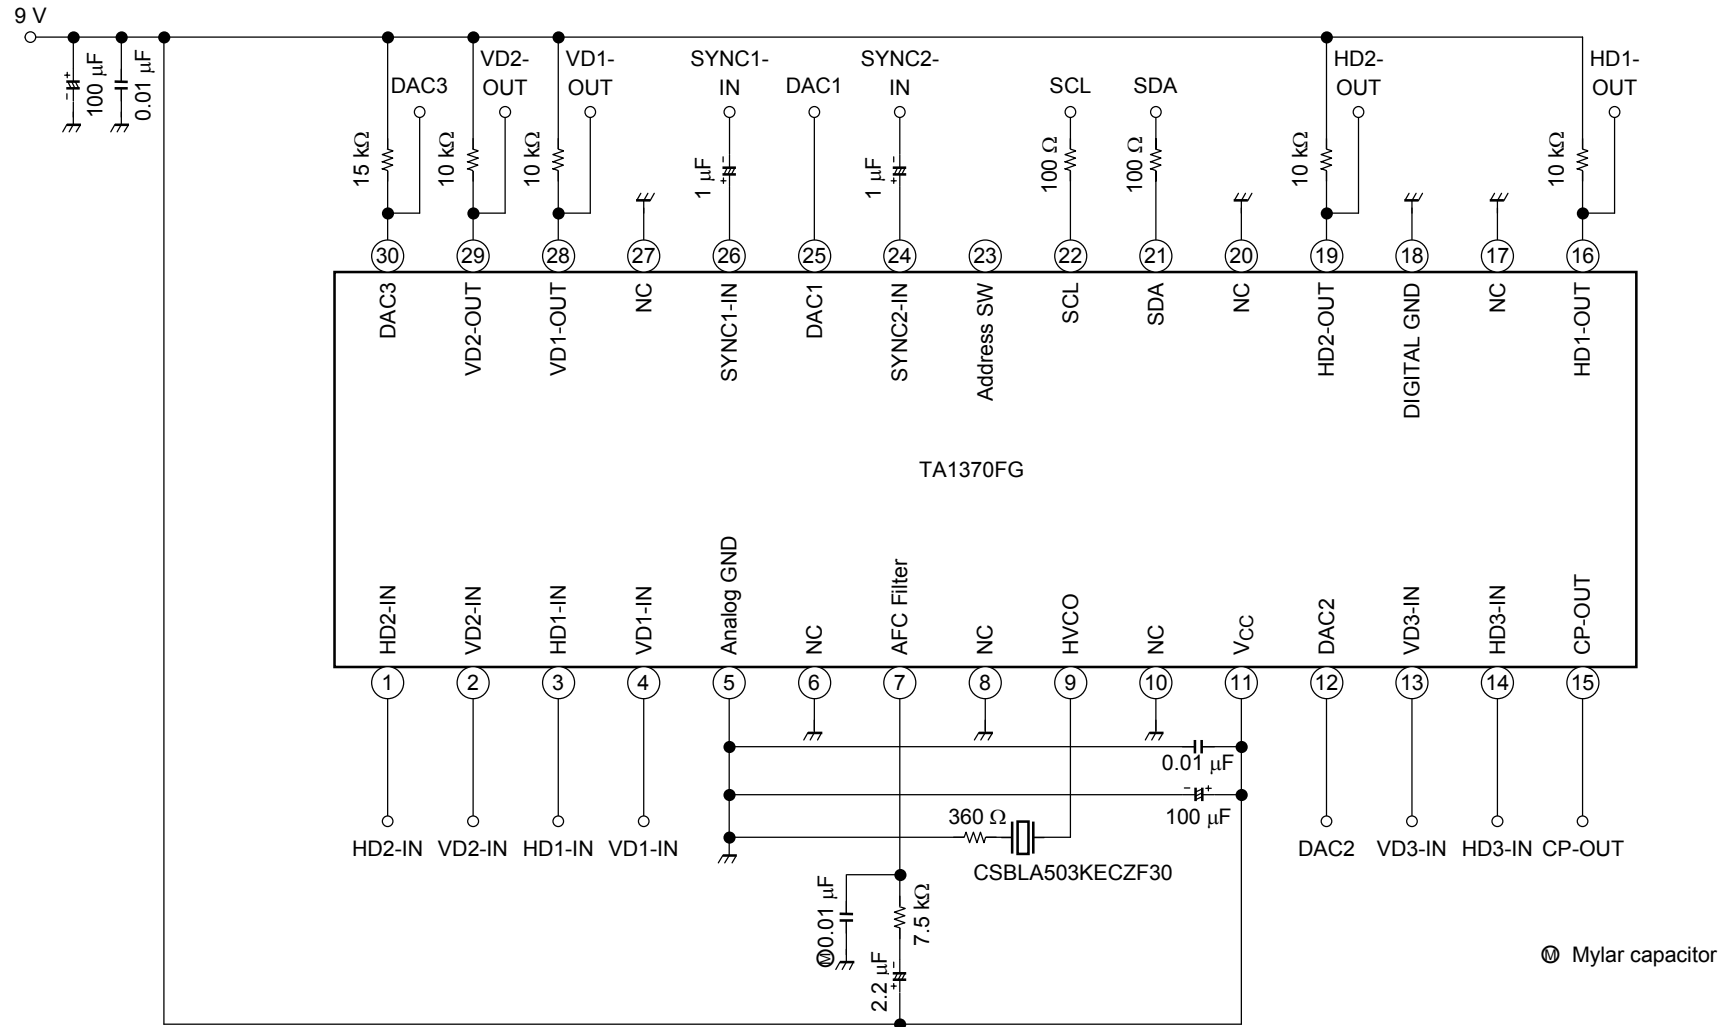 9 V
100 μF
0.01 μF
DAC3
VD2-
OUT
VD1-
OUT
SYNC1-
IN
DAC1
SYNC2-
IN
SCL
SDA
HD2-
OUT
HD1-
OUT
15 kΩ
10 kΩ
10 kΩ
1 μF
1 μF
100 Ω
100 Ω
10 kΩ
10 kΩ
30
29
28
27
26
25
24
23
22
21
20
19
18
17
16
DAC3
VD2-OUT
VD1-OUT
NC
SYNC1-IN
DAC1
SYNC2-IN
Address SW
SCL
SDA
NC
HD2-OUT
DIGITAL GND
NC
HD1-OUT
TA1370FG
HD2-IN
VD2-IN
HD1-IN
VD1-IN
Analog GND
NC
AFC Filter
NC
HVCO
NC
VCC
DAC2
VD3-IN
HD3-IN
CP-OUT
1
2
3
4
5
6
7
8
9
10
11
12
13
14
15
0.01 μF
100 μF
360 Ω
CSBLA503KECZF30
HD2-IN
VD2-IN
HD1-IN
VD1-IN
DAC2
VD3-IN
HD3-IN
CP-OUT
Ⓜ0.01 μF
7.5 kΩ
2.2 μF
Ⓜ Mylar capacitor